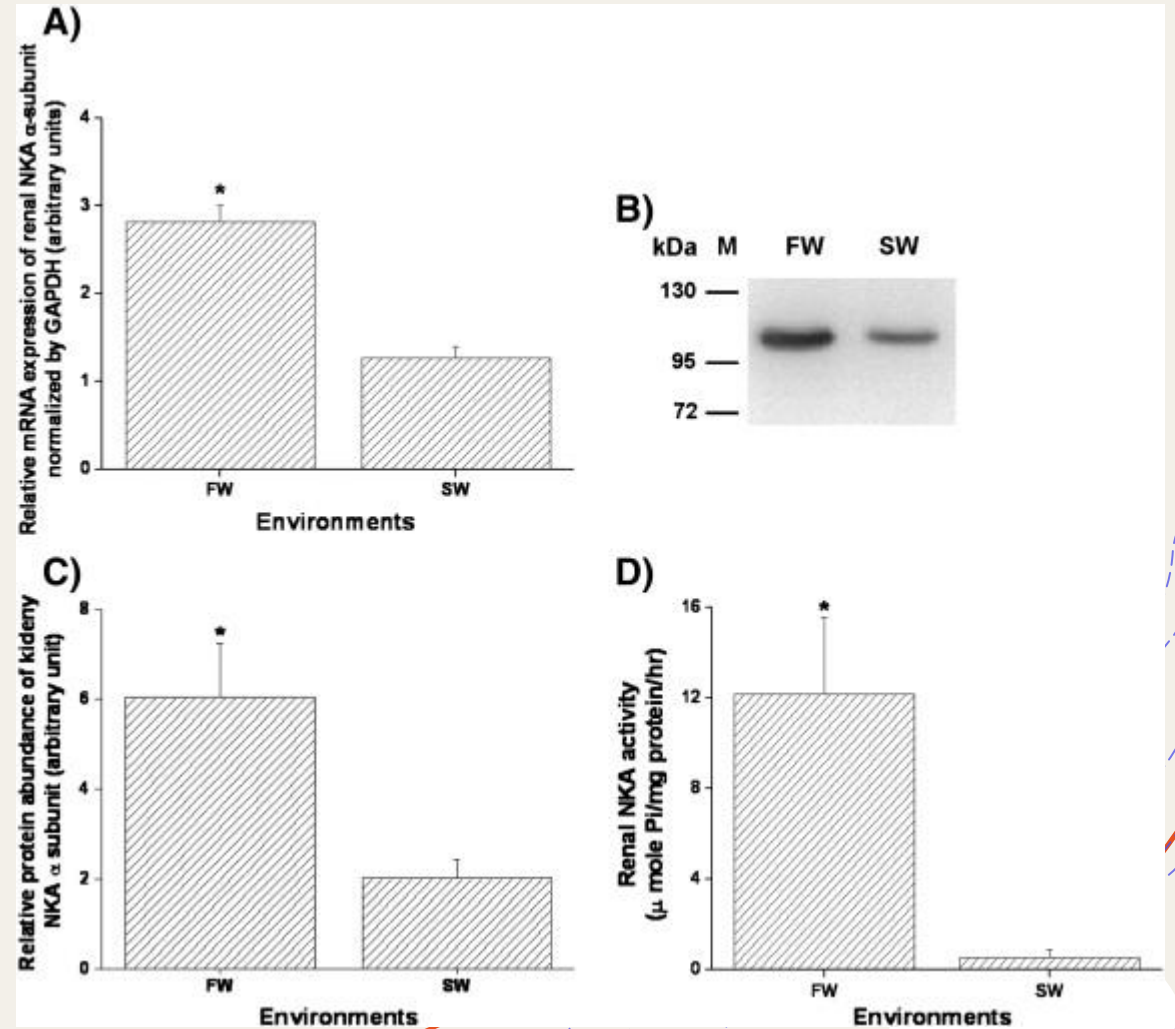 A)
Relative mRNA expression of renal NKA α-subunit
normalized by GAPDH (arbitrary units)
4
3
2
1
0
*
FW
SW
Environments
B)
kDa M FW SW
130
95
72
C)
Relative protein abundance of kideny
NKA α subunit (arbitrary unit)
8
6
4
2
0
*
FW
SW
Environments
D)
Renal NKA activity
(μ mole Pi/mg protein/hr)
16
12
8
4
0
*
FW
SW
Environments